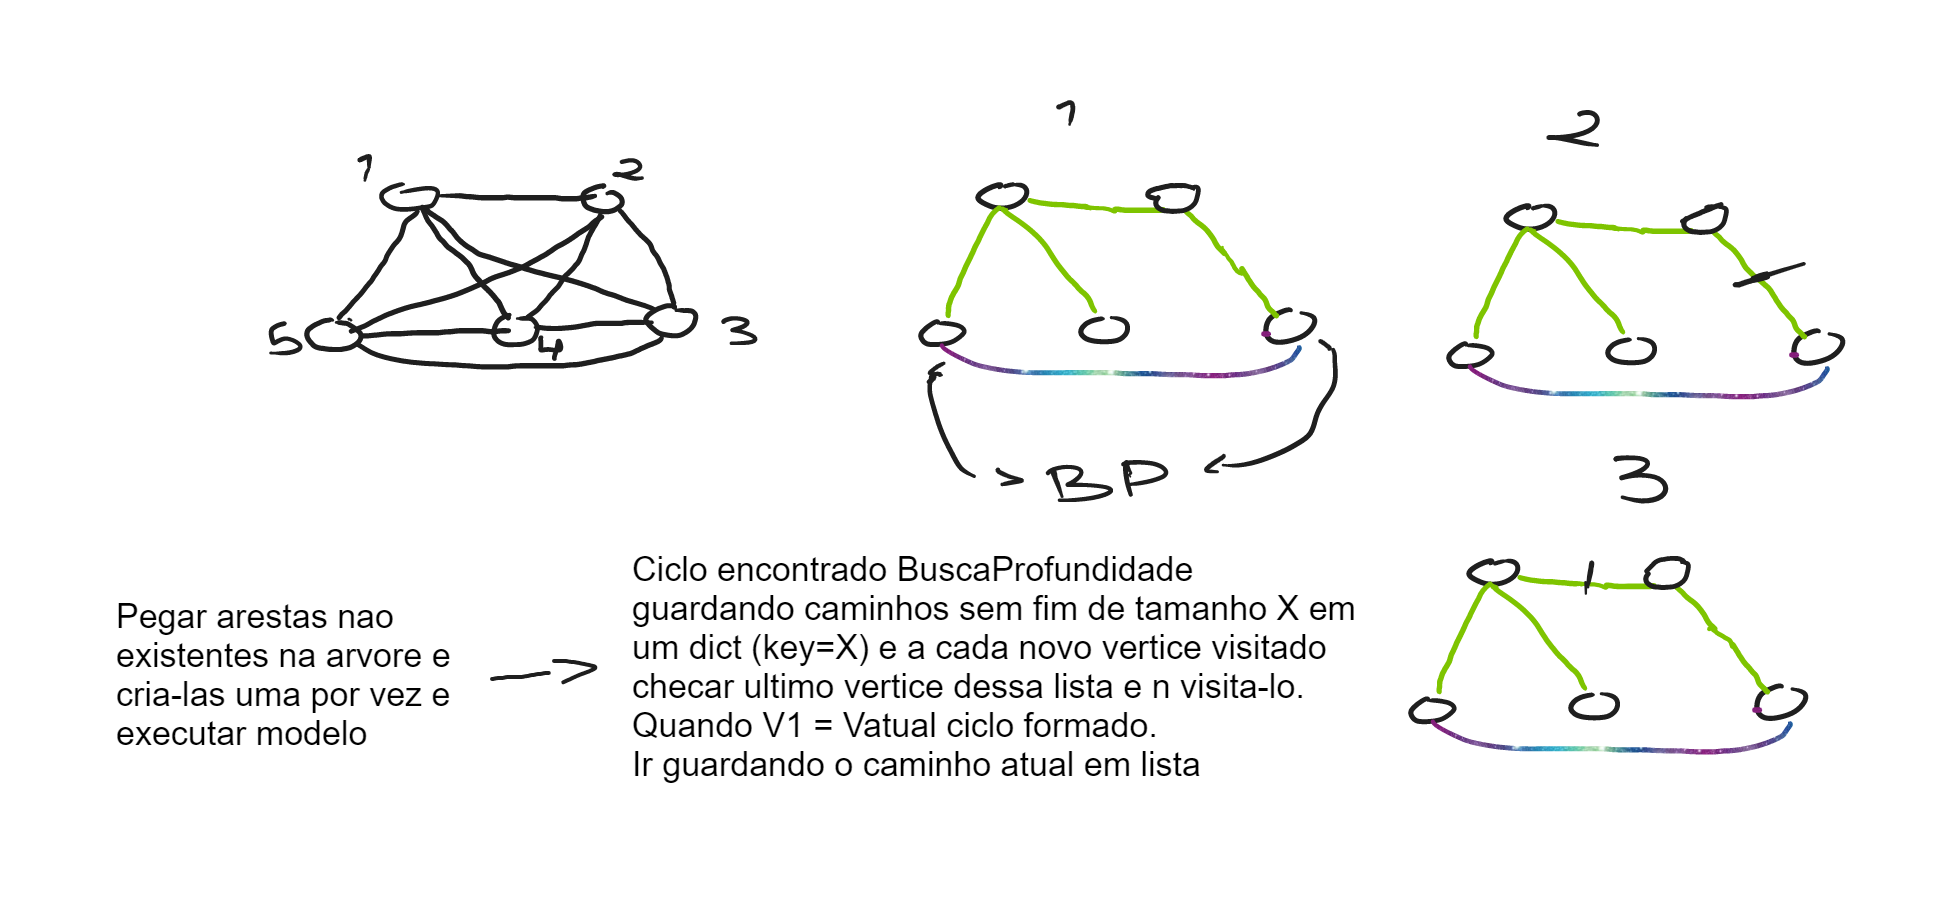 1
2
5
4
3
1
BP
2
3
Pegar arestas nao
existentes na arvore e
cria-las uma por vez e
executar modelo
Ciclo encontrado BuscaProfundidade
guardando caminhos sem fim de tamanho X em
um dict (key=X) e a cada novo vertice visitado
checar ultimo vertice dessa lista e n visita-lo.
Quando V1 = Vatual ciclo formado.
Ir guardando o caminho atual em lista